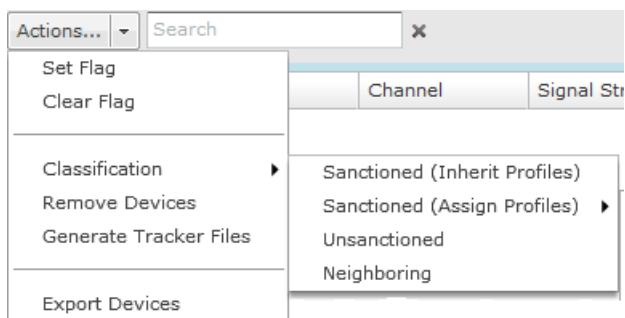 Actions...
Search
Set Flag
Clear Flag
Channel
Signal Str
Classification
Sanctioned (Inherit Profiles)
Remove Devices
Sanctioned (Assign Profiles)
Generate Tracker Files
Unsanctioned
Neighboring
Export Devices